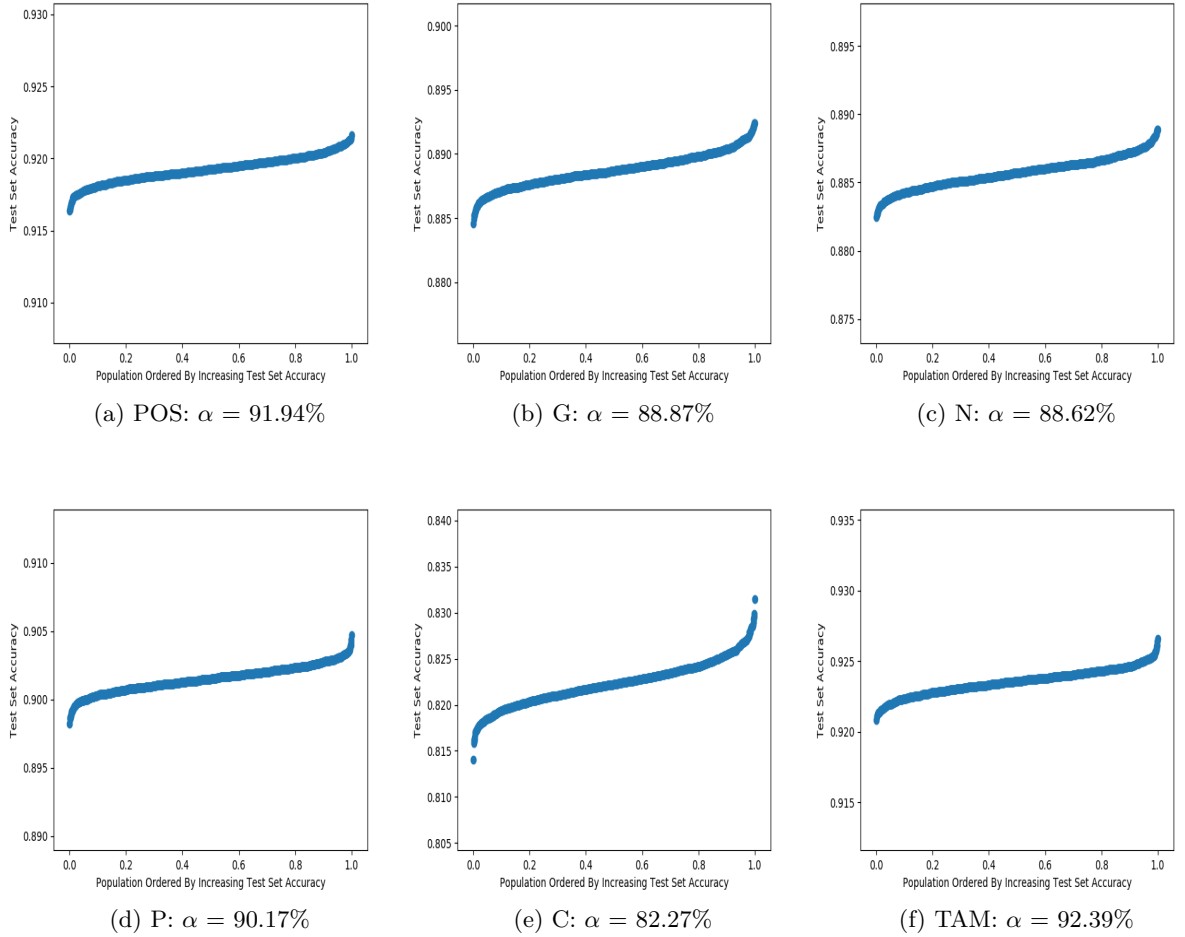 0.930
0.925
0.920
0.915
0.910
Test Set Accuracy
0.0 0.2 0.4 0.6 0.8 1.0
Population Ordered By Increasing Test Set Accuracy
(a) POS: α = 91.94%
0.900
0.895
0.890
0.885
0.880
Test Set Accuracy
0.0 0.2 0.4 0.6 0.8 1.0
Population Ordered By Increasing Test Set Accuracy
(b) G: α = 88.87%
0.895
0.890
0.885
0.880
0.875
Test Set Accuracy
0.0 0.2 0.4 0.6 0.8 1.0
Population Ordered By Increasing Test Set Accuracy
(c) N: α = 88.62%
0.910
0.905
0.900
0.895
0.890
Test Set Accuracy
0.0 0.2 0.4 0.6 0.8 1.0
Population Ordered By Increasing Test Set Accuracy
(d) P: α = 90.17%
0.840
0.835
0.830
0.825
0.820
0.815
0.810
0.805
Test Set Accuracy
0.0 0.2 0.4 0.6 0.8 1.0
Population Ordered By Increasing Test Set Accuracy
(e) C: α = 82.27%
0.935
0.930
0.925
0.920
0.915
Test Set Accuracy
0.0 0.2 0.4 0.6 0.8 1.0
Population Ordered By Increasing Test Set Accuracy
(f) TAM: α = 92.39%